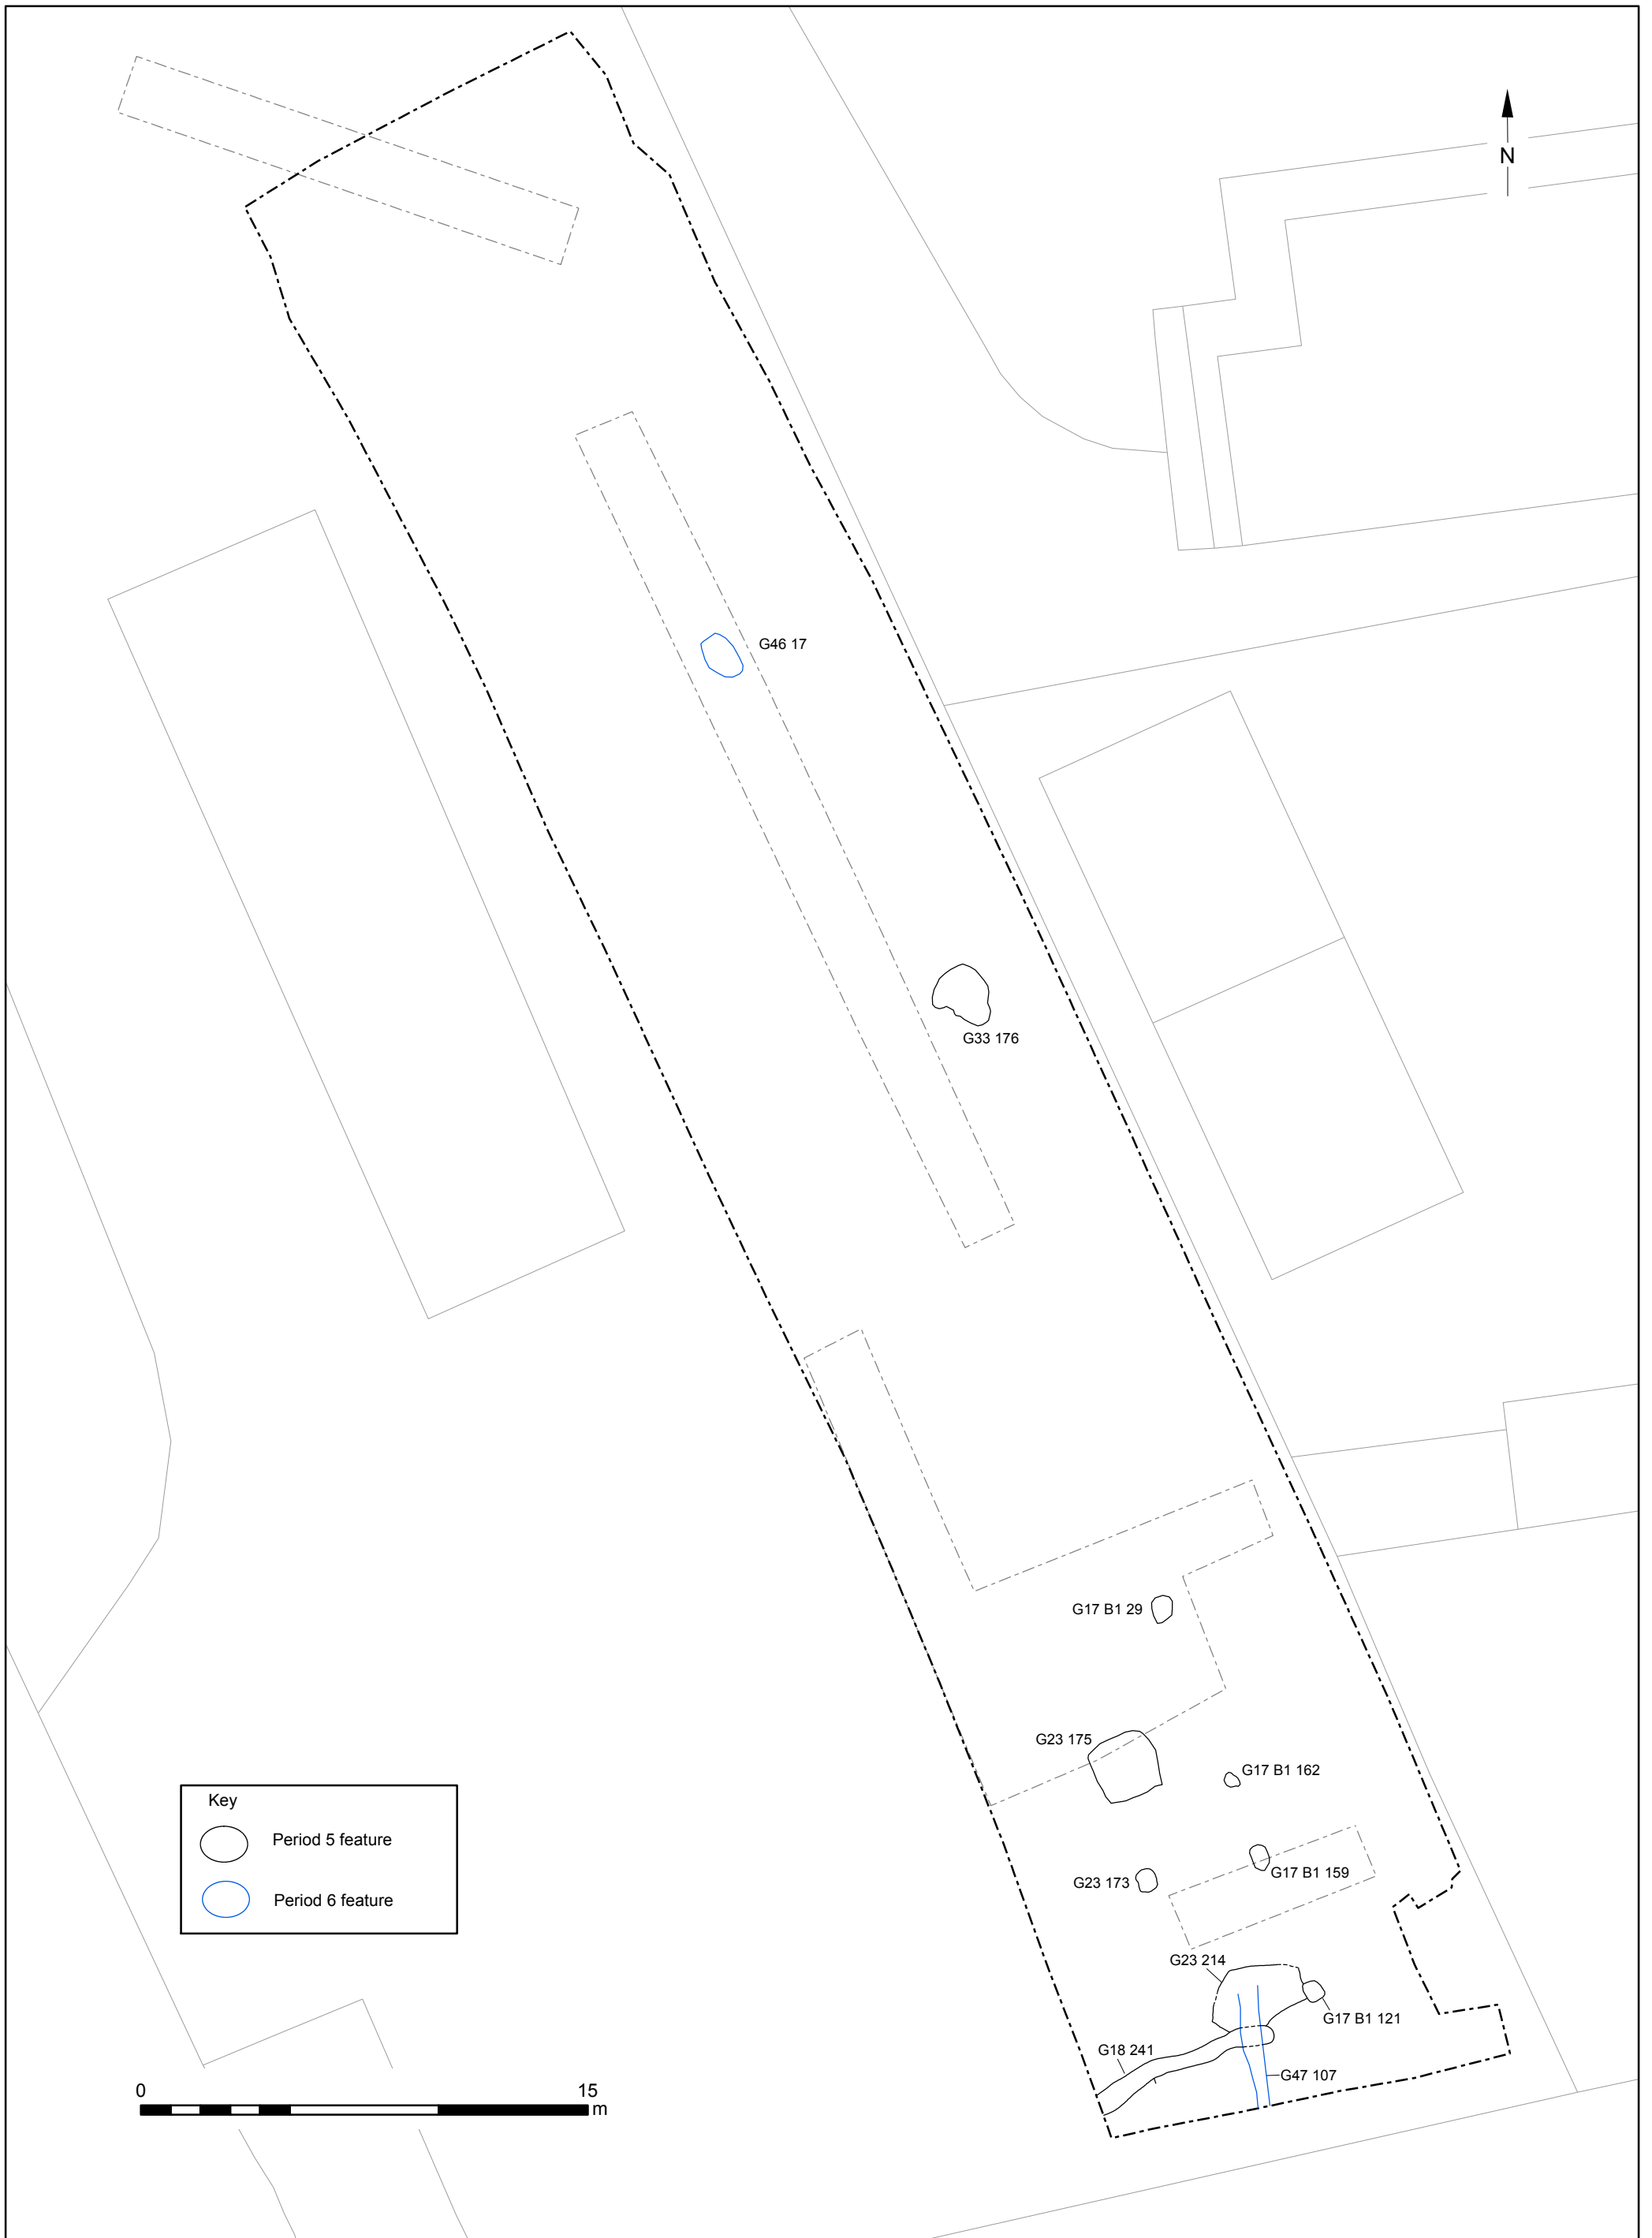 N
G46 17
G33 176
G17 B1 29
G23 175
G17 B1 162
G17 B1 159
G23 173
G23 214
G17 B1 121
G18 241
G47 107
Key
Period 5 feature
Period 6 feature
0 15
m